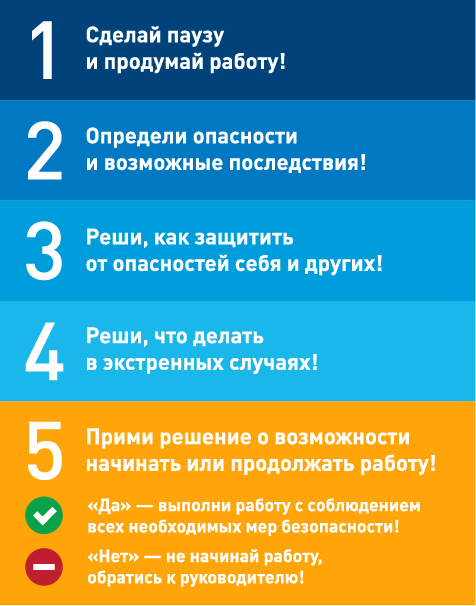 1
Сделай паузу
и продумай работу!
2
Определи опасности
и возможные последствия!
3
Реши, как защитить
от опасностей себя и других!
4
Реши, что делать
в экстренных случаях!
5
Прими решение о возможности
начинать или продолжать работу!
«Да» — выполни работу с соблюдением
всех необходимых мер безопасности!
«Нет» — не начинай работу,
обратись к руководителю!